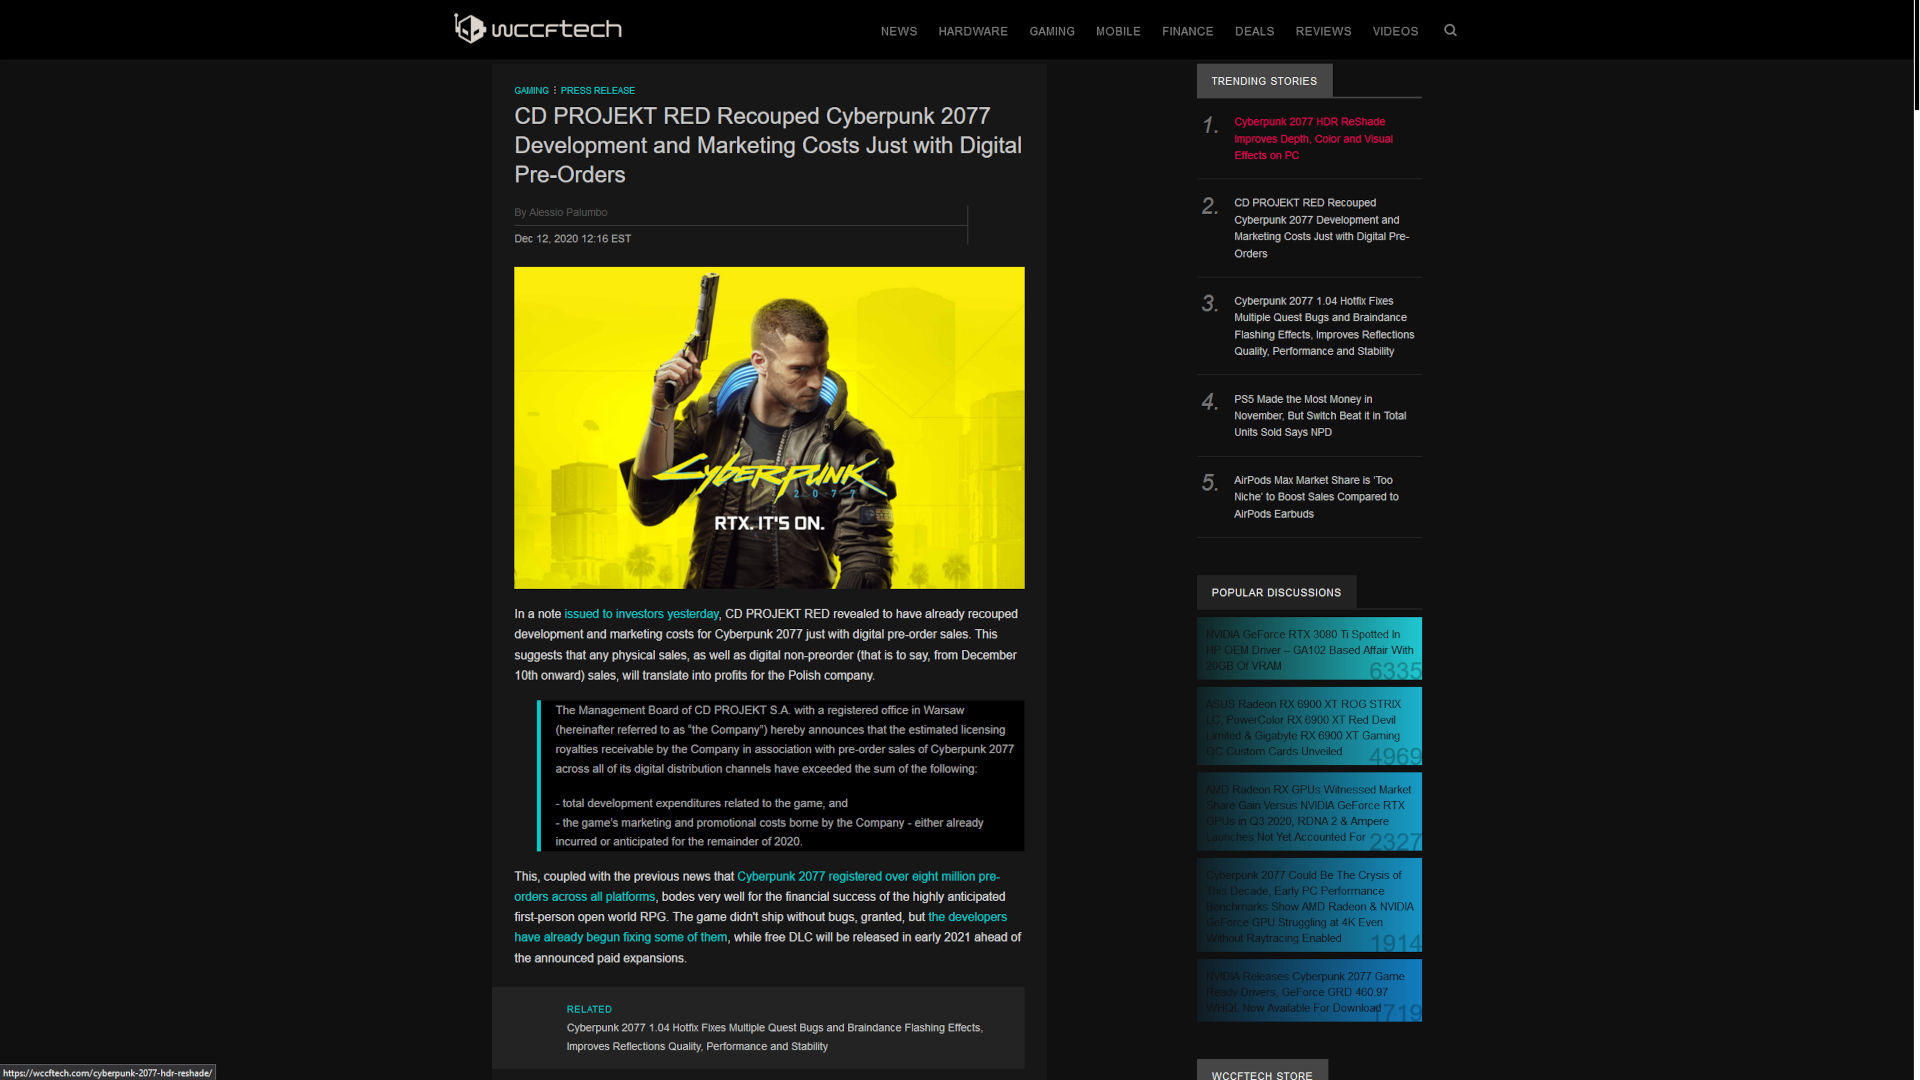 wccftech
NEWS HARDWARE GAMING MOBILE FINANCE DEALS REVIEWS VIDEOS
GAMING PRESS RELEASE
CD PROJEKT RED Recouped Cyberpunk 2077
Development and Marketing Costs Just with Digital
Pre-Orders
By Alessio Palumbo
Dec 12, 2020 12:16 EST
CYBERPUNK
2077
RTX. IT'S ON.
In a note issued to investors yesterday, CD PROJEKT RED revealed to have already recouped
development and marketing costs for Cyberpunk 2077 just with digital pre-order sales. This
suggests that any physical sales, as well as digital non-preorder (that is to say, from December
10th onward) sales, will translate into profits for the Polish company.
The Management Board of CD PROJEKT S.A. with a registered office in Warsaw
(hereinafter referred to as “the Company”) hereby announces that the estimated licensing
royalties receivable by the Company in association with pre-order sales of Cyberpunk 2077
across all of its digital distribution channels have exceeded the sum of the following:
- total development expenditures related to the game, and
- the game’s marketing and promotional costs borne by the Company - either already
incurred or anticipated for the remainder of 2020.
This, coupled with the previous news that Cyberpunk 2077 registered over eight million pre-
orders across all platforms, bodes very well for the financial success of the highly anticipated
first-person open world RPG. The game didn't ship without bugs, granted, but the developers
have already begun fixing some of them, while free DLC will be released in early 2021 ahead of
the announced paid expansions.
RELATED
Cyberpunk 2077 1.04 Hotfix Fixes Multiple Quest Bugs and Braindance Flashing Effects,
Improves Reflections Quality, Performance and Stability
TRENDING STORIES
1. Cyberpunk 2077 HDR ReShade
Improves Depth, Color and Visual
Effects on PC
2. CD PROJEKT RED Recouped
Cyberpunk 2077 Development and
Marketing Costs Just with Digital Pre-
Orders
3. Cyberpunk 2077 1.04 Hotfix Fixes
Multiple Quest Bugs and Braindance
Flashing Effects, Improves Reflections
Quality, Performance and Stability
4. PS5 Made the Most Money in
November, But Switch Beat it in Total
Units Sold Says NPD
5. AirPods Max Market Share is ‘Too
Niche’ to Boost Sales Compared to
AirPods Earbuds
POPULAR DISCUSSIONS
NVIDIA GeForce RTX 3080 Ti Spotted In
HP OEM Driver – GA102 Based Affair With
20GB Of VRAM 6335
ASUS Radeon RX 6900 XT ROG STRIX
LC, PowerColor RX 6900 XT Red Devil
Limited & Gigabyte RX 6900 XT Gaming
OC Custom Cards Unveiled 4969
AMD Radeon RX GPUs Witnessed Market
Share Gain Versus NVIDIA GeForce RTX
GPUs in Q3 2020, RDNA 2 & Ampere
Launches Not Yet Accounted For 2327
Cyberpunk 2077 Could Be The Crysis of
This Decade, Early PC Performance
Benchmarks Show AMD Radeon & NVIDIA
GeForce GPU Struggling at 4K Even
Without Raytracing Enabled 1914
NVIDIA Releases Cyberpunk 2077 Game
Ready Drivers, GeForce GRD 460.97
WHQL Now Available For Download 1719
WCCFTECH STORE
https://wccftech.com/cyberpunk-2077-hdr-reshade/